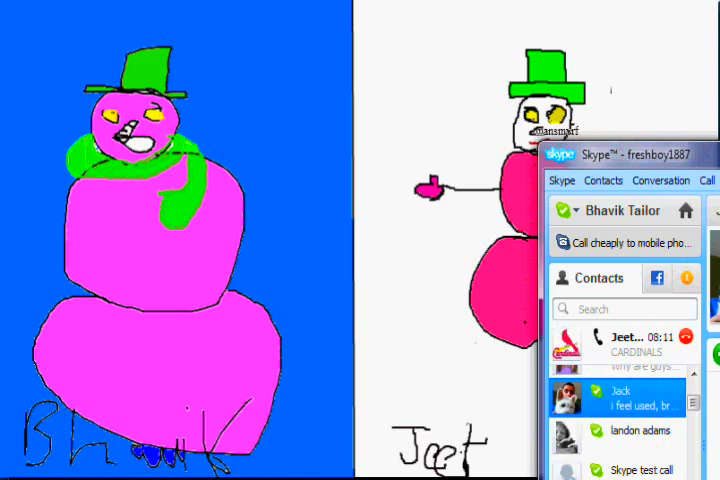 Bhavik
Jeet
skype Skype™ - freshboy1887
Skype Contacts Conversation Call
Bhavik Tailor
Call cheaply to mobile pho...
Contacts
Search
Jeet... 08:11
CARDINALS
Why are guys...
Jack
i feel used, br...
landon adams
Skype test call